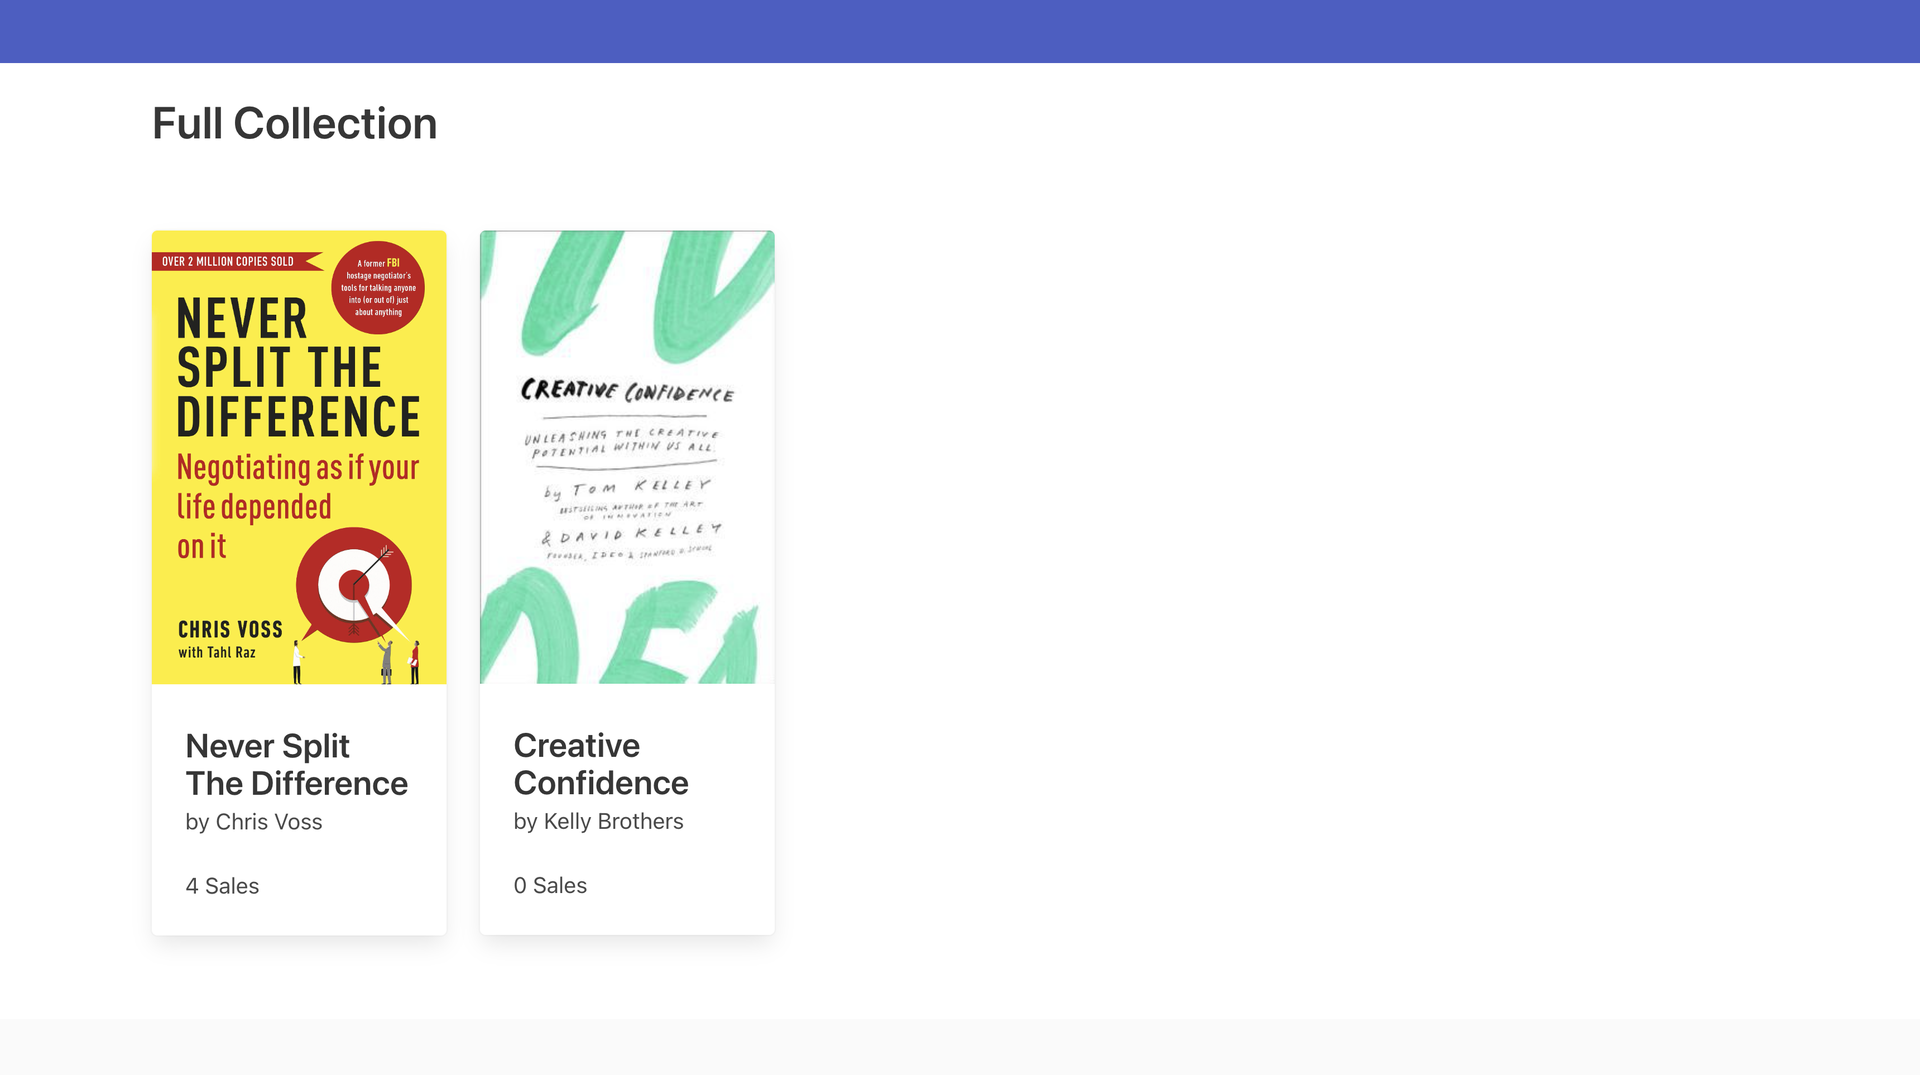 Full Collection
OVER 2 MILLION COPIES SOLD
A former FBI
hostage negotiator's
tools for talking anyone
into (or out of) just
about anything
NEVER
SPLIT THE
DIFFERENCE
Negotiating as if your
life depended
on it
CHRIS VOSS
with Tahl Raz
Never Split
The Difference
by Chris Voss
4 Sales
CREATIVE CONFIDENCE
UNLEASHING THE CREATIVE
POTENTIAL WITHIN US ALL.
by TOM KELLEY
BESTSELLING AUTHOR OF THE ART
OF INNOVATION
& DAVID KELLEY
FOUNDER, IDEO & STANFORD D.SCHOOL
Creative
Confidence
by Kelly Brothers
0 Sales